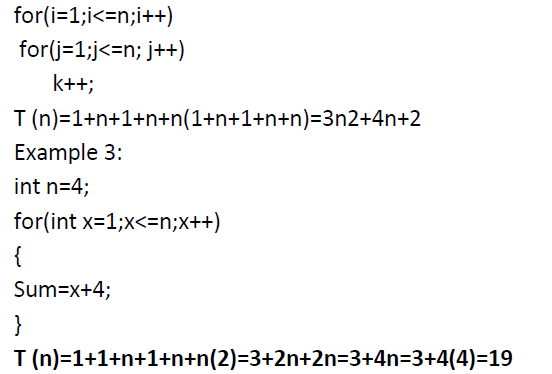 for(i=1;i<=n;i++)
for(j=1;j<=n; j++)
k++;
T (n)=1+n+1+n+n(1+n+1+n+n)=3n2+4n+2
Example 3:
int n=4;
for(int x=1;x<=n;x++)
{
Sum=x+4;
}
T (n)=1+1+n+1+n+n(2)=3+2n+2n=3+4n=3+4(4)=19